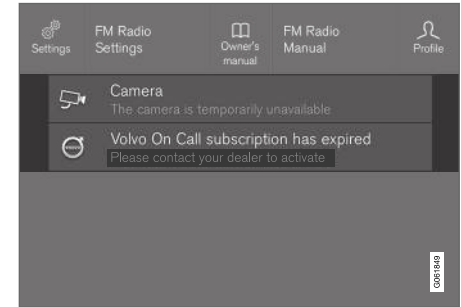 Settings
FM Radio
Settings
Owner's
manual
FM Radio
Manual
Profile
Camera
The camera is temporarily unavailable
Volvo On Call subscription has expired
Please contact your dealer to activate
G061849